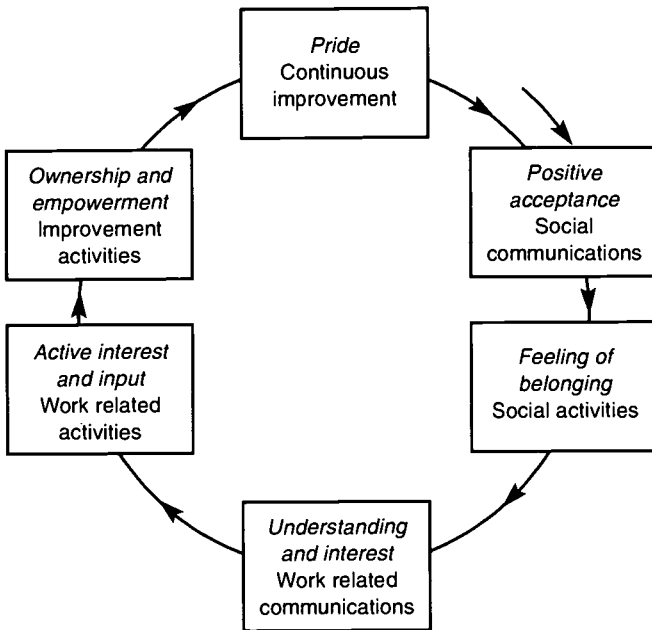 Pride
Continuous
improvement
Positive
acceptance
Social
communications
Feeling of
belonging
Social activities
Understanding
and interest
Work related
communications
Active interest
and input
Work related
activities
Ownership and
empowerment
Improvement
activities